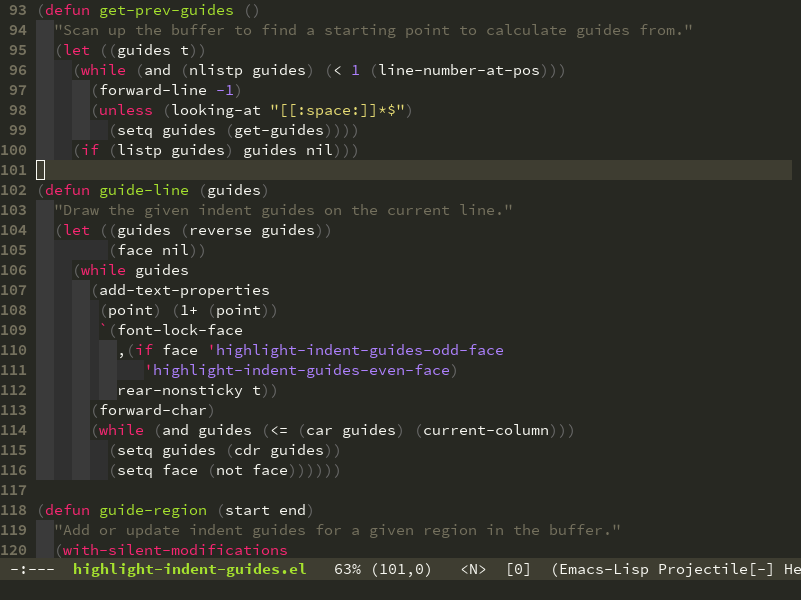 93 (defun get-prev-guides ()
94   "Scan up the buffer to find a starting point to calculate guides from."
95   (let ((guides t))
96     (while (and (nlistp guides) (< 1 (line-number-at-pos)))
97       (forward-line -1)
98       (unless (looking-at "[[:space:]]*$")
99         (setq guides (get-guides))))
100     (if (listp guides) guides nil)))
101
102 (defun guide-line (guides)
103   "Draw the given indent guides on the current line."
104   (let ((guides (reverse guides))
105         (face nil))
106     (while guides
107       (add-text-properties
108        (point) (1+ (point))
109        `(font-lock-face
110          ,(if face 'highlight-indent-guides-odd-face
111             'highlight-indent-guides-even-face)
112          rear-nonsticky t))
113       (forward-char)
114       (while (and guides (<= (car guides) (current-column)))
115         (setq guides (cdr guides))
116         (setq face (not face))))))
117
118 (defun guide-region (start end)
119   "Add or update indent guides for a given region in the buffer."
120   (with-silent-modifications
-:---  highlight-indent-guides.el   63% (101,0)   <N>  [0]  (Emacs-Lisp Projectile[-] He